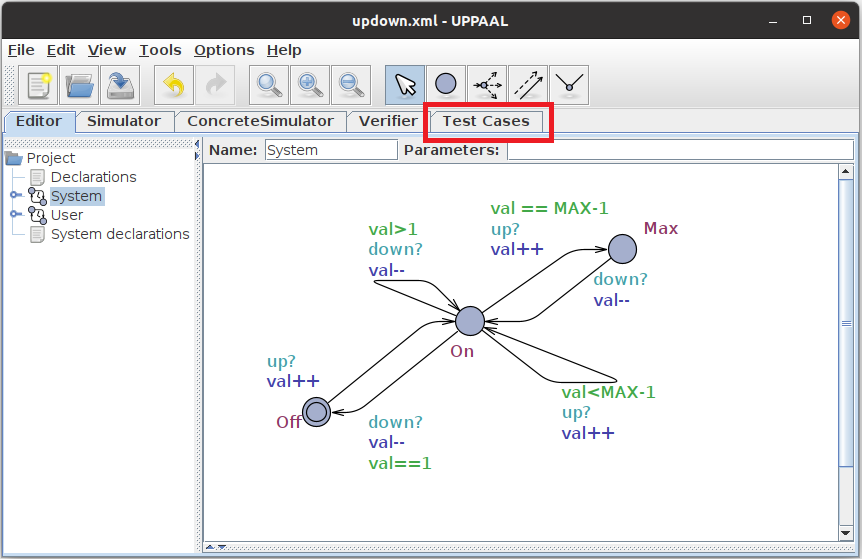 updown.xml - UPPAAL
File Edit View Tools Options Help
Editor Simulator ConcreteSimulator Verifier Test Cases
Project
Declarations
System
User
System declarations
Name: System Parameters:
val == MAX-1
up?
val++
Max
val>1
down?
val--
down?
val--
On
up?
val++
Off
down?
val--
val==1
val<MAX-1
up?
val++